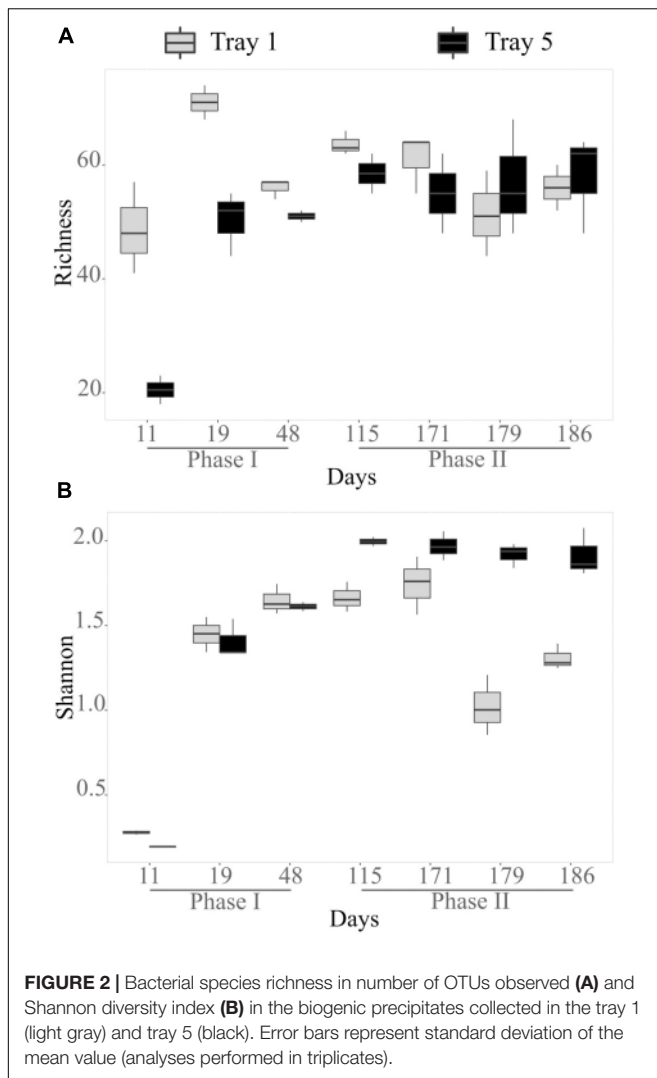 A
Tray 1 Tray 5
Richness
60
40
20
11 19 48 115 171 179 186
Phase I Phase II
Days
B
Shannon
2.0
1.5
1.0
0.5
11 19 48 115 171 179 186
Phase I Phase II
Days
FIGURE 2 | Bacterial species richness in number of OTUs observed (A) and
Shannon diversity index (B) in the biogenic precipitates collected in the tray 1
(light gray) and tray 5 (black). Error bars represent standard deviation of the
mean value (analyses performed in triplicates).